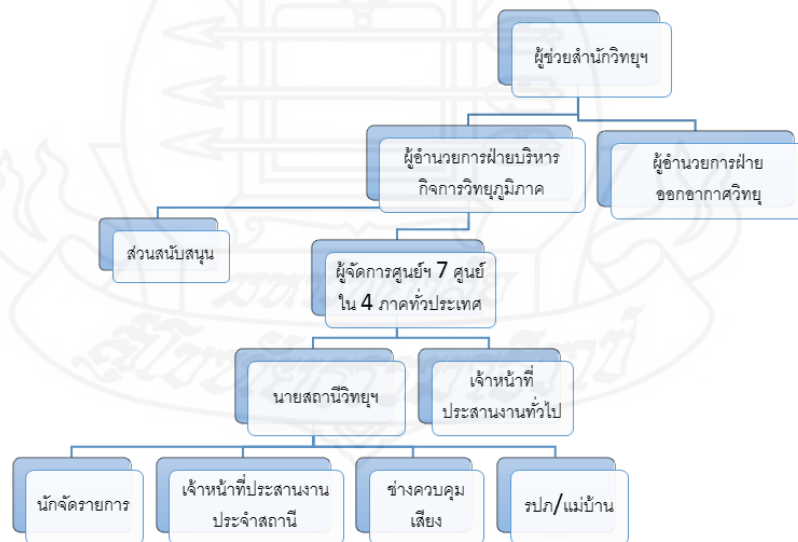 ผู้ช่วยสำนักวิทยุฯ
ผู้อำนวยการฝ่ายบริหาร
กิจการวิทยุภูมิภาค
ผู้อำนวยการฝ่าย
ออกอากาศวิทยุ
ส่วนสนับสนุน
ผู้จัดการศูนย์ฯ 7 ศูนย์
ใน 4 ภาคทั่วประเทศ
นายสถานีวิทยุฯ
เจ้าหน้าที่
ประสานงานทั่วไป
นักจัดรายการ
เจ้าหน้าที่ประสานงาน
ประจำสถานี
ช่างควบคุม
เสียง
รปภ/แม่บ้าน